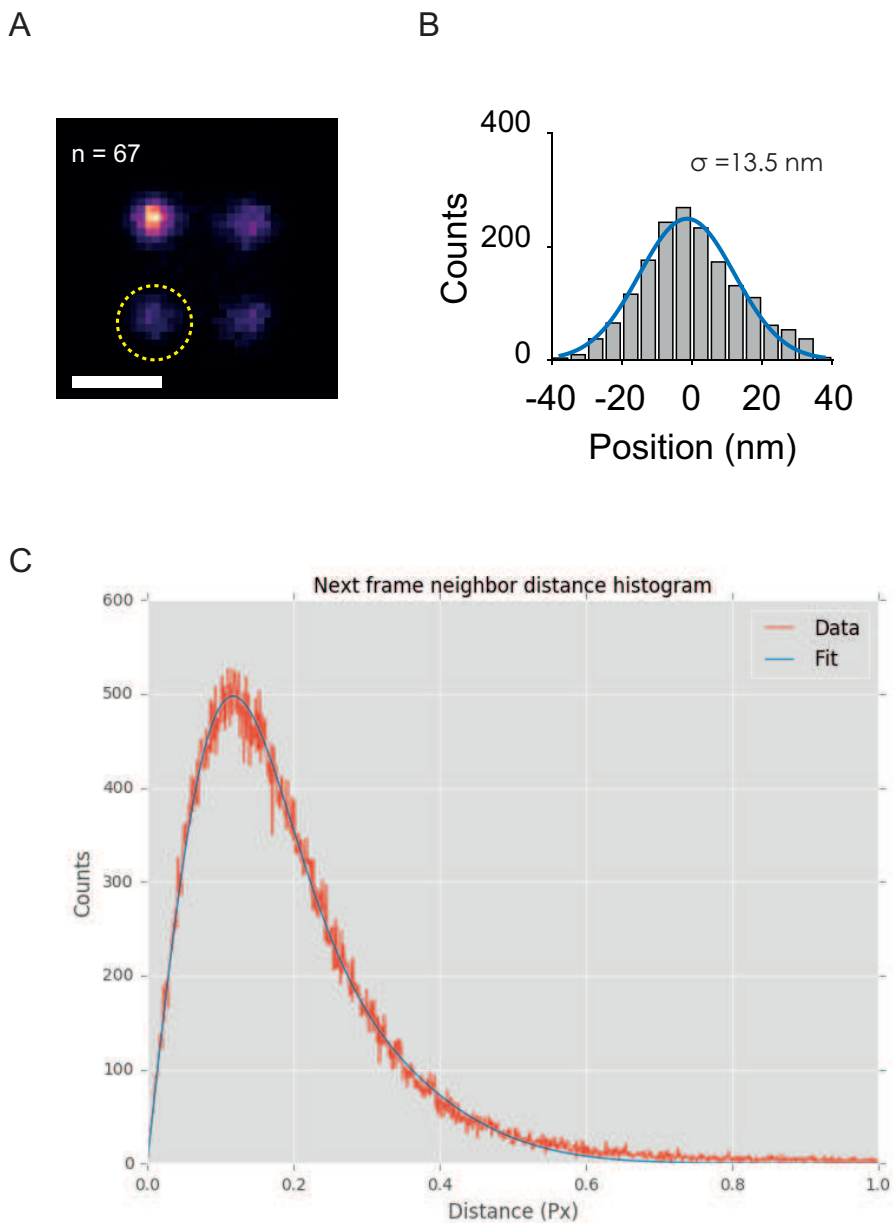 A
B
n = 67
400
200
0
Counts
σ =13.5 nm
-40 -20 0 20 40
Position (nm)
C
Next frame neighbor distance histogram
600
500
400
300
200
100
0
Counts
Data
Fit
0.0 0.2 0.4 0.6 0.8 1.0
Distance (Px)